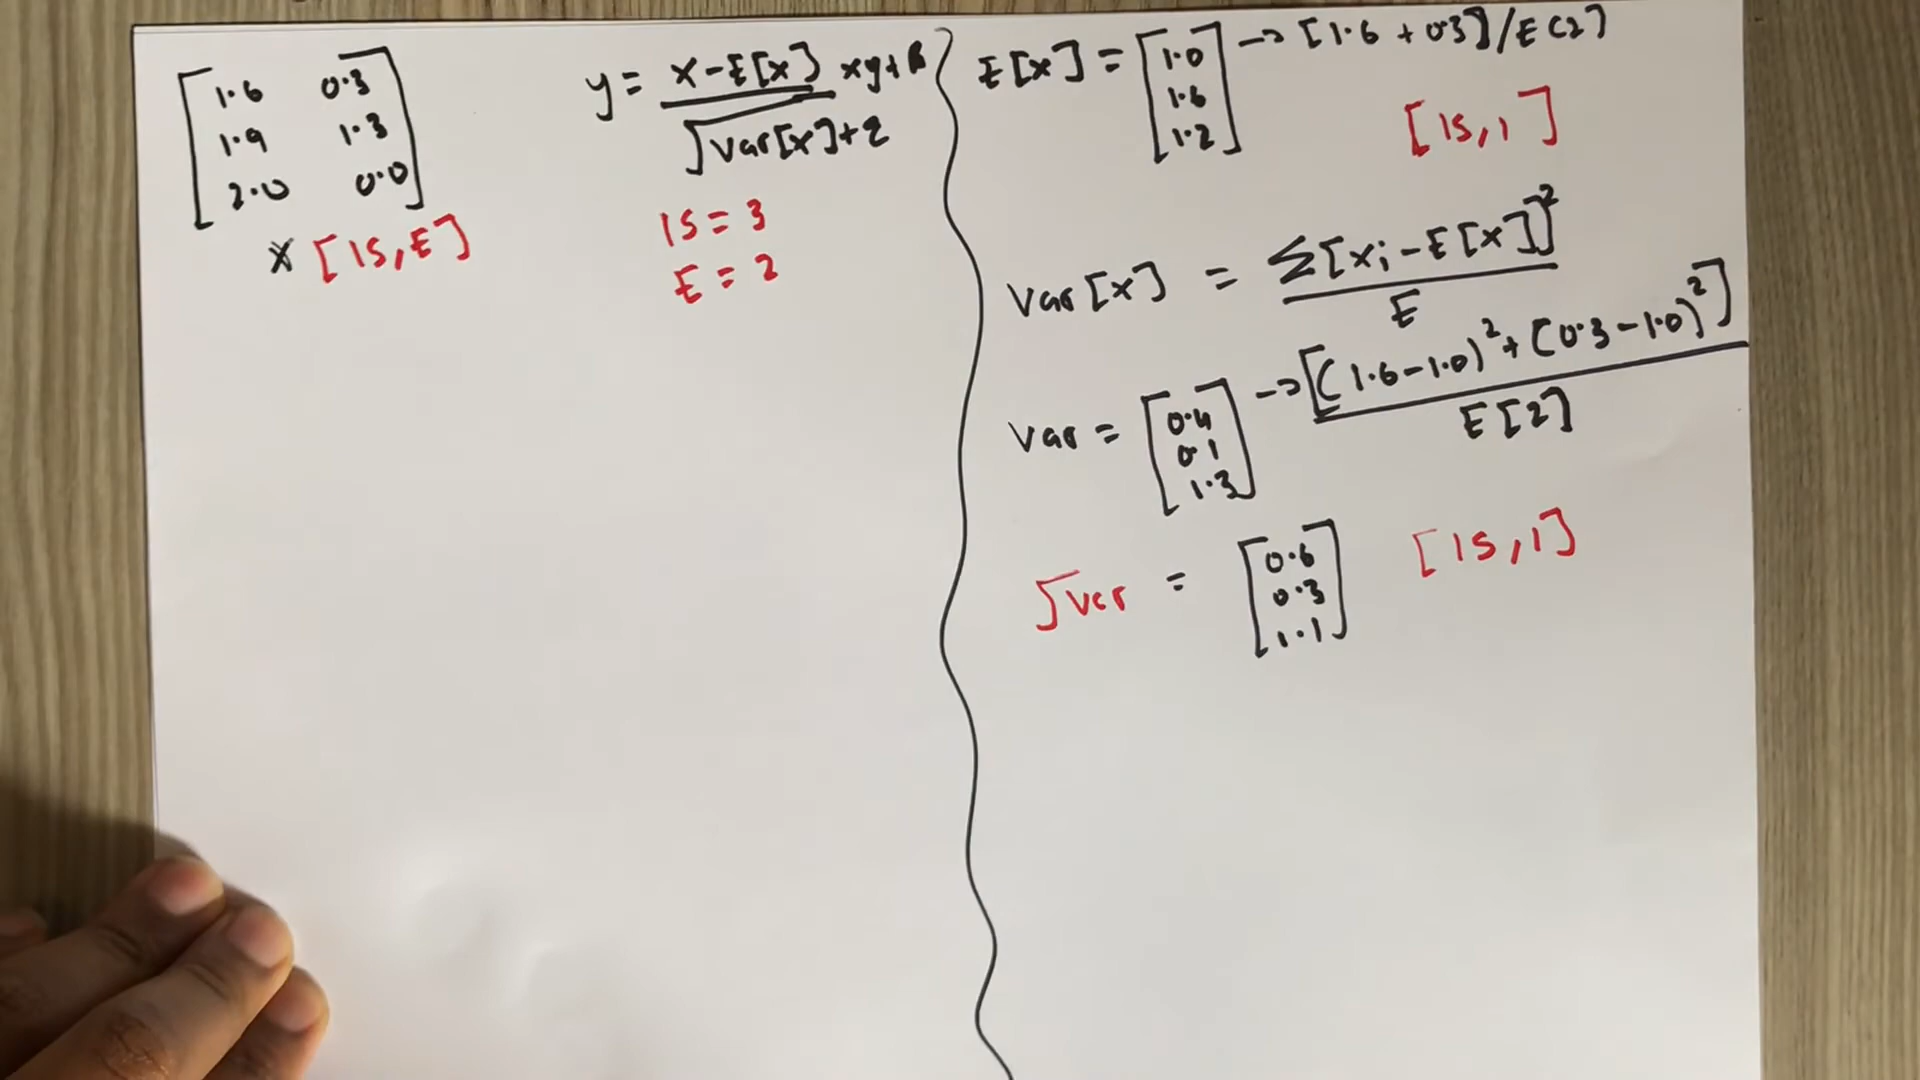 1.6 0.3
1.9 1.3
2.0 0.0
X [IS,E]
y = X-E[X] xy+B
√Var[X]+2
IS = 3
E = 2
E[X] = [1.0 → [1.6 + 0.3]/E(2)
1.6
1.2]
[IS,1]
Var[X] = Σ[Xi-E[X]]²
E
Var = [0.4 → [(1.6-1.0)²+(0.3-1.0)²]
0.1
1.3]
E[2]
√var = [0.6
0.3
1.1]
[IS,1]